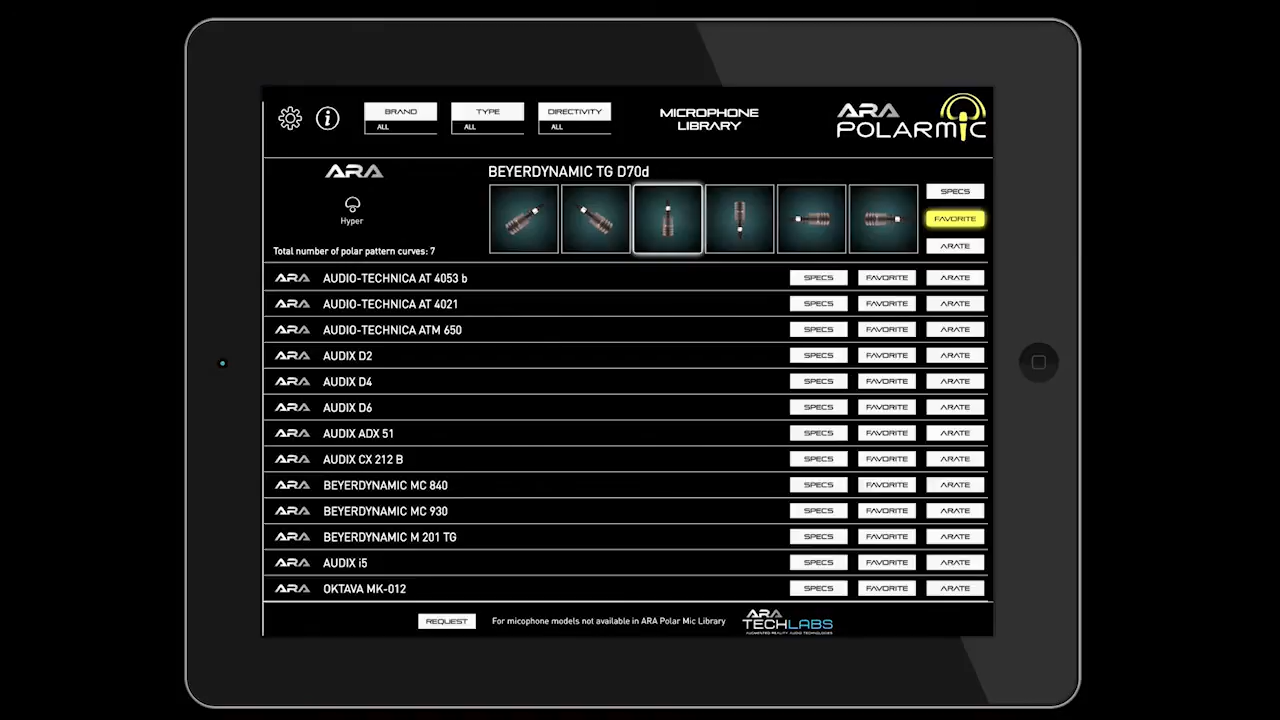 BRAND
TYPE
DIRECTIVITY
ALL
ALL
ALL
MICROPHONE
LIBRARY
ARA
POLARMIC
ARA
Hyper
Total number of polar pattern curves: 7
BEYERDYNAMIC TG D70d
SPECS
FAVORITE
ARATE
ARA AUDIO-TECHNICA AT 4053 b SPECS FAVORITE ARATE
ARA AUDIO-TECHNICA AT 4021 SPECS FAVORITE ARATE
ARA AUDIO-TECHNICA ATM 650 SPECS FAVORITE ARATE
ARA AUDIX D2 SPECS FAVORITE ARATE
ARA AUDIX D4 SPECS FAVORITE ARATE
ARA AUDIX D6 SPECS FAVORITE ARATE
ARA AUDIX ADX 51 SPECS FAVORITE ARATE
ARA AUDIX CX 212 B SPECS FAVORITE ARATE
ARA BEYERDYNAMIC MC 840 SPECS FAVORITE ARATE
ARA BEYERDYNAMIC MC 930 SPECS FAVORITE ARATE
ARA BEYERDYNAMIC M 201 TG SPECS FAVORITE ARATE
ARA AUDIX i5 SPECS FAVORITE ARATE
ARA OKTAVA MK-012 SPECS FAVORITE ARATE
REQUEST
For micophone models not available in ARA Polar Mic Library
ARA
TECHLABS
AUGMENTED REALITY AUDIO TECHNOLOGIES